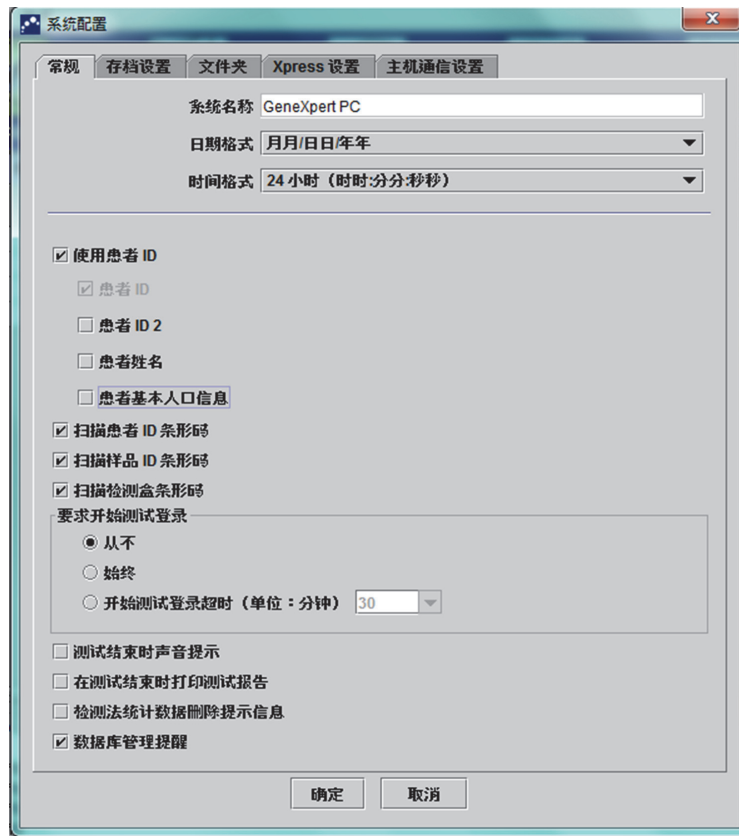 系统配置
常规 存档设置 文件夹 Xpress 设置 主机通信设置
系统名称 GeneXpert PC
日期格式 月月/日日/年年
时间格式 24 小时（时时:分分:秒秒）
使用患者 ID
患者 ID
患者 ID 2
患者姓名
患者基本人口信息
扫描患者 ID 条形码
扫描样品 ID 条形码
扫描检测盒条形码
要求开始测试登录
从不
始终
开始测试登录超时（单位：分钟） 30
测试结束时声音提示
在测试结束时打印测试报告
检测法统计数据删除提示信息
数据库管理提醒
确定 取消